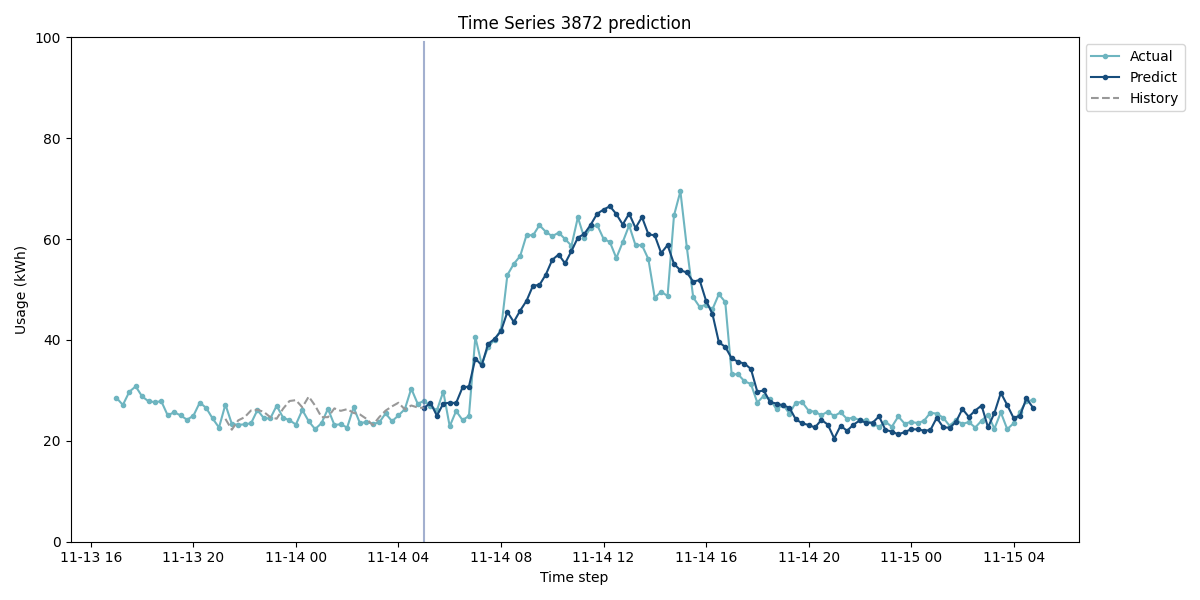 Time Series 3872 prediction
Usage (kWh)
100
80
60
40
20
0
11-13 16 11-13 20 11-14 00 11-14 04 11-14 08 11-14 12 11-14 16 11-14 20 11-15 00 11-15 04
Time step
Actual
Predict
History